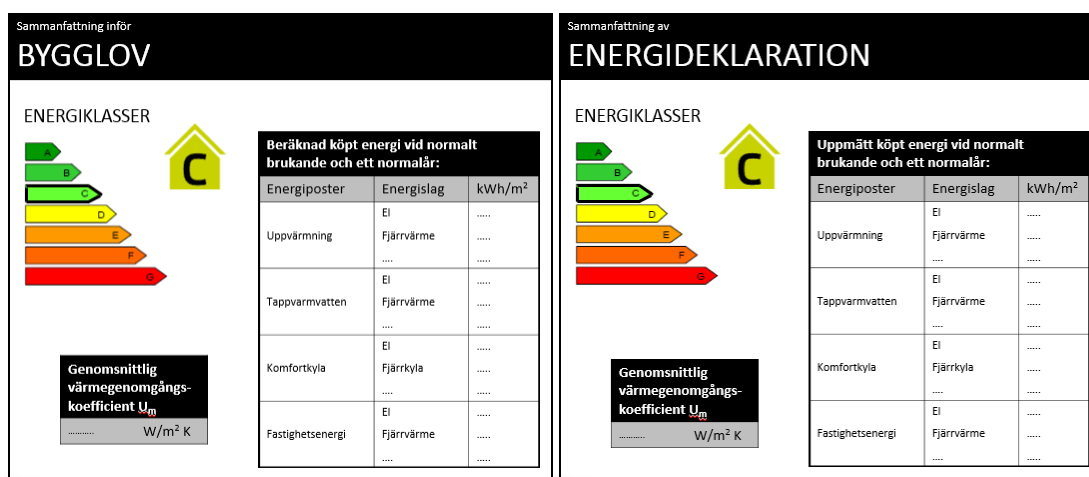 Sammanfattning inför
BYGGLOV
ENERGIKLASSER
A
B
C
D
E
F
G
C
Beräknad köpt energi vid normalt
brukande och ett normalår:
Energiposter Energislag kWh/m²
El .....
Uppvärmning Fjärrvärme .....
.... .....
El .....
Tappvarmvatten Fjärrvärme .....
.... .....
El .....
Komfortkyla Fjärrkyla .....
.... .....
El .....
Fastighetsenergi Fjärrvärme .....
.... .....
Genomsnittlig
värmegenomgångs-
koefficient Um
.......... W/m² K
Sammanfattning av
ENERGIDEKLARATION
ENERGIKLASSER
A
B
C
D
E
F
G
C
Uppmätt köpt energi vid normalt
brukande och ett normalår:
Energiposter Energislag kWh/m²
El .....
Uppvärmning Fjärrvärme .....
.... .....
El .....
Tappvarmvatten Fjärrvärme .....
.... .....
El .....
Komfortkyla Fjärrkyla .....
.... .....
El .....
Fastighetsenergi Fjärrvärme .....
.... .....
Genomsnittlig
värmegenomgångs-
koefficient Um
.......... W/m² K